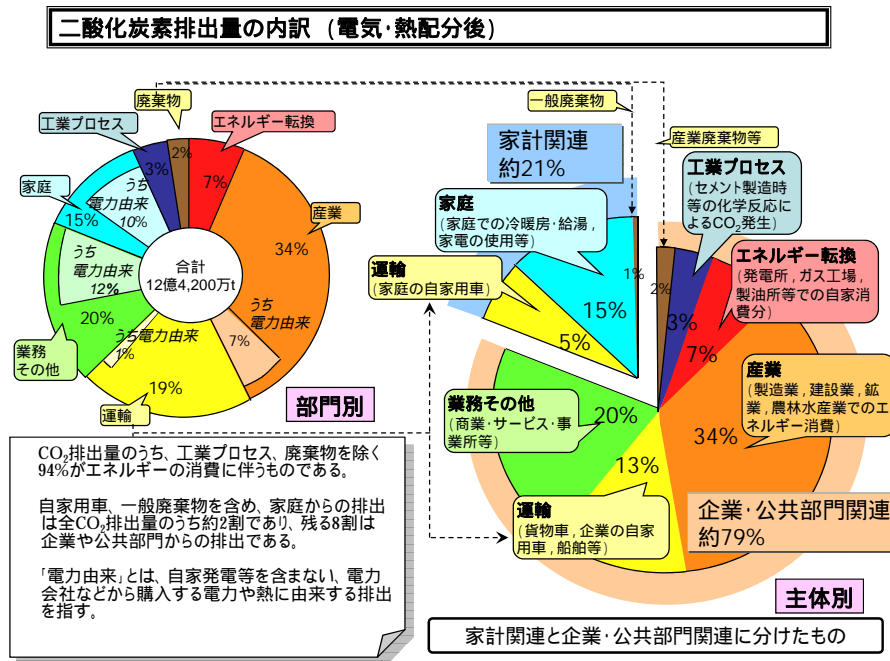 二酸化炭素排出量の内訳 (電気・熱配分後)
廃棄物
工業プロセス
エネルギー転換
家庭
産業
業務
その他
運輸
2%
3%
7%
34%
うち
電力由来
7%
19%
うち電力由来
1%
20%
うち
電力由来
12%
15%
うち
電力由来
10%
合計
12億4,200万t
部門別
一般廃棄物
産業廃棄物等
家計関連
約21%
工業プロセス
(セメント製造時
等の化学反応に
よるCO₂発生)
家庭
(家庭での冷暖房・給湯,
家電の使用等)
運輸
(家庭の自家用車)
エネルギー転換
(発電所,ガス工場,
製油所等での自家消
費分)
1%
2%
3%
15%
5%
7%
産業
(製造業,建設業,鉱
業,農林水産業でのエ
ネルギー消費)
34%
業務その他
(商業・サービス・事
業所等)
20%
13%
運輸
(貨物車,企業の自家
用車,船舶等)
企業・公共部門関連
約79%
主体別
家計関連と企業・公共部門関連に分けたもの
CO₂排出量のうち、工業プロセス、廃棄物を除く
94%がエネルギーの消費に伴うものである。
自家用車、一般廃棄物を含め、家庭からの排出
は全CO₂排出量のうち約2割であり、残る8割は
企業や公共部門からの排出である。
「電力由来」とは、自家発電等を含まない、電力
会社などから購入する電力や熱に由来する排出
を指す。